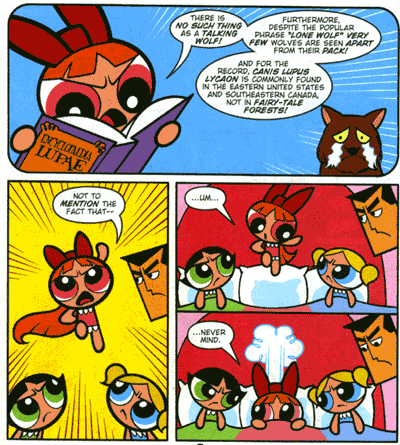 THERE IS
NO SUCH THING
AS A TALKING
WOLF!
FURTHERMORE,
DESPITE THE POPULAR
PHRASE "LONE WOLF" VERY
FEW WOLVES ARE SEEN APART
FROM THEIR PACK!
AND FOR THE
RECORD, CANIS LUPUS
LYCAON IS COMMONLY FOUND
IN THE EASTERN UNITED STATES
AND SOUTHEASTERN CANADA,
NOT IN FAIRY-TALE
FORESTS!
ENCYCLOPAEDIA
LUPAE
NOT TO
MENTION THE
FACT THAT--
...UM...
...NEVER
MIND.